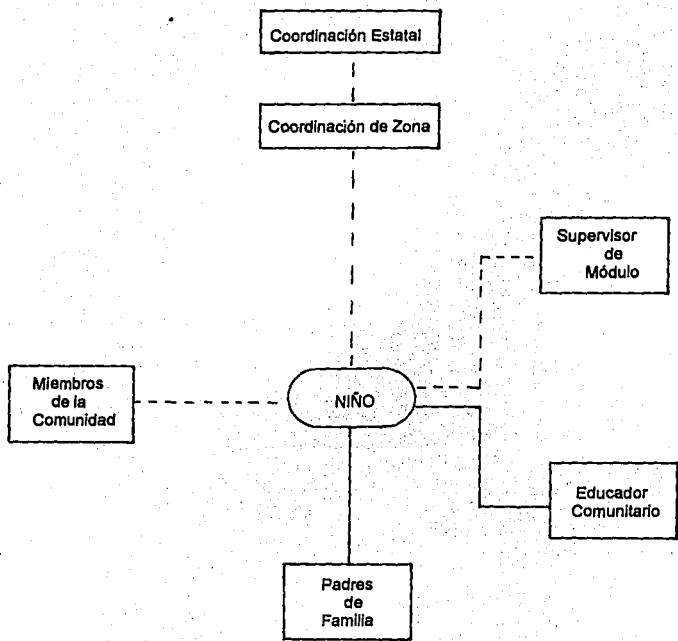 Coordinación Estatal
Coordinación de Zona
Supervisor
de
Módulo
Miembros
de la
Comunidad
NIÑO
Educador
Comunitario
Padres
de
Familia